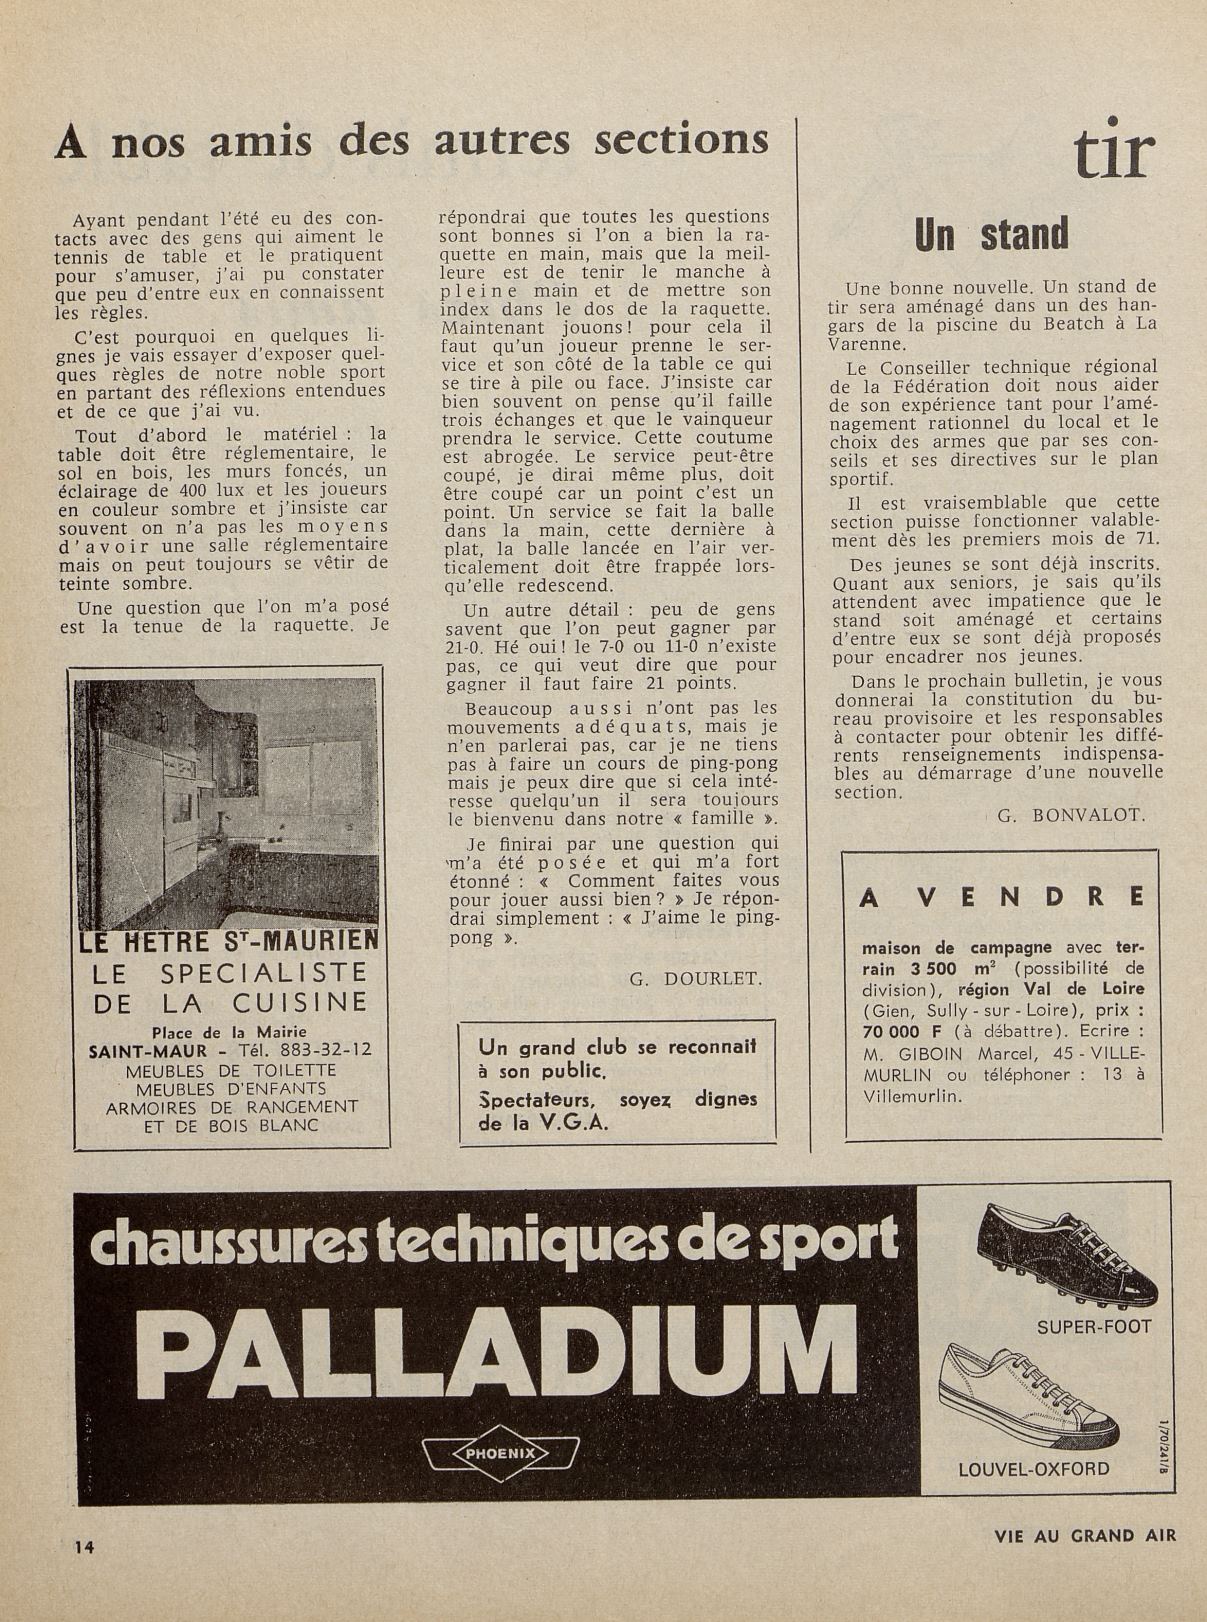 A nos amis des autres sections
Ayant pendant l'été eu des con-
tacts avec des gens qui aiment le
tennis de table et le pratiquent
pour s'amuser, j'ai pu constater
que peu d'entre eux en connaissent
les règles.
C'est pourquoi en quelques li-
gnes je vais essayer d'exposer quel-
ques règles de notre noble sport
en partant des réflexions entendues
et de ce que j'ai vu.
Tout d'abord le matériel : la
table doit être réglementaire, le
sol en bois, les murs foncés, un
éclairage de 400 lux et les joueurs
en couleur sombre et j'insiste car
souvent on n'a pas les moyens
d'avoir une salle réglementaire
mais on peut toujours se vêtir de
teinte sombre.
Une question que l'on m'a posé
est la tenue de la raquette. Je
répondrai que toutes les questions
sont bonnes si l'on a bien la ra-
quette en main, mais que la meil-
leure est de tenir le manche à
pleine main et de mettre son
index dans le dos de la raquette.
Maintenant jouons ! pour cela il
faut qu'un joueur prenne le ser-
vice et son côté de la table ce qui
se tire à pile ou face. J'insiste car
bien souvent on pense qu'il faille
trois échanges et que le vainqueur
prendra le service. Cette coutume
est abrogée. Le service peut-être
coupé, je dirai même plus, doit
être coupé car un point c'est un
point. Un service se fait la balle
dans la main, cette dernière à
plat, la balle lancée en l'air ver-
ticalement doit être frappée lors-
qu'elle redescend.
Un autre détail : peu de gens
savent que l'on peut gagner par
21-0. Hé oui ! le 7-0 ou 11-0 n'existe
pas, ce qui veut dire que pour
gagner il faut faire 21 points.
Beaucoup aussi n'ont pas les
mouvements adéquats, mais je
n'en parlerai pas, car je ne tiens
pas à faire un cours de ping-pong
mais je peux dire que si cela inté-
resse quelqu'un il sera toujours
le bienvenu dans notre « famille ».
Je finirai par une question qui
m'a été posée et qui m'a fort
étonné : « Comment faites vous
pour jouer aussi bien ? » Je répon-
drai simplement : « J'aime le ping-
pong ».
G. DOURLET.
LE HETRE ST-MAURIEN
LE SPECIALISTE
DE LA CUISINE
Place de la Mairie
SAINT-MAUR - Tél. 883-32-12
MEUBLES DE TOILETTE
MEUBLES D'ENFANTS
ARMOIRES DE RANGEMENT
ET DE BOIS BLANC
Un grand club se reconnait
à son public.
Spectateurs, soyez dignes
de la V.G.A.
tir
Un stand
Une bonne nouvelle. Un stand de
tir sera aménagé dans un des han-
gars de la piscine du Beatch à La
Varenne.
Le Conseiller technique régional
de la Fédération doit nous aider
de son expérience tant pour l'amé-
nagement rationnel du local et le
choix des armes que par ses con-
seils et ses directives sur le plan
sportif.
Il est vraisemblable que cette
section puisse fonctionner valable-
ment dès les premiers mois de 71.
Des jeunes se sont déjà inscrits.
Quant aux seniors, je sais qu'ils
attendent avec impatience que le
stand soit aménagé et certains
d'entre eux se sont déjà proposés
pour encadrer nos jeunes.
Dans le prochain bulletin, je vous
donnerai la constitution du bu-
reau provisoire et les responsables
à contacter pour obtenir les diffé-
rents renseignements indispensa-
bles au démarrage d'une nouvelle
section.
G. BONVALOT.
A VENDRE
maison de campagne avec ter-
rain 3 500 m² (possibilité de
division), région Val de Loire
(Gien, Sully-sur-Loire), prix :
70 000 F (à débattre). Ecrire :
M. GIBOIN Marcel, 45 - VILLE-
MURLIN ou téléphoner : 13 à
Villemurlin.
chaussures techniques de sport
PALLADIUM
PHOENIX
SUPER-FOOT
LOUVEL-OXFORD
1/70/241/B
14
VIE AU GRAND AIR